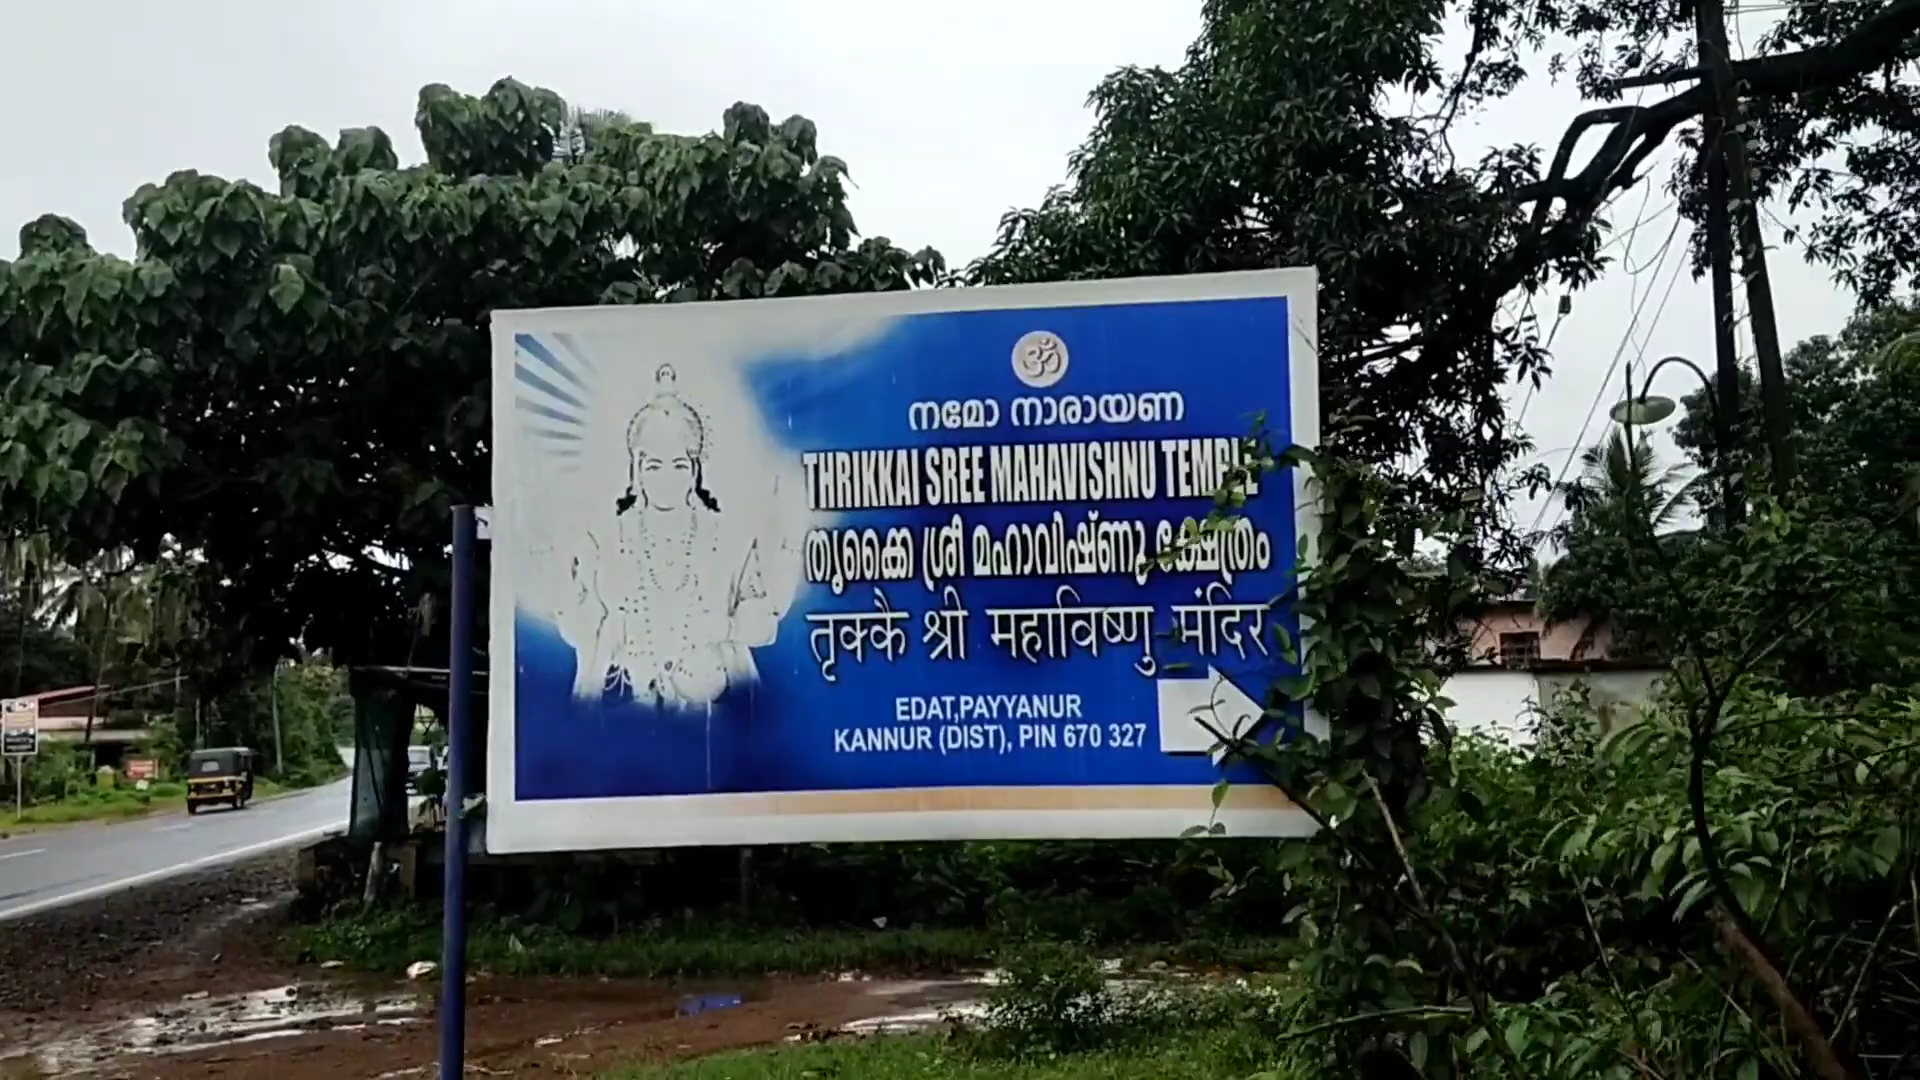 ॐ
നമോ നാരായണ
THRIKKAI SREE MAHAVISHNU TEMPLE
തൃക്കൈ ശ്രീ മഹാവിഷ്ണു ക്ഷേത്രം
तृक्कै श्री महाविष्णु मंदिर
EDAT,PAYYANUR
KANNUR (DIST), PIN 670 327